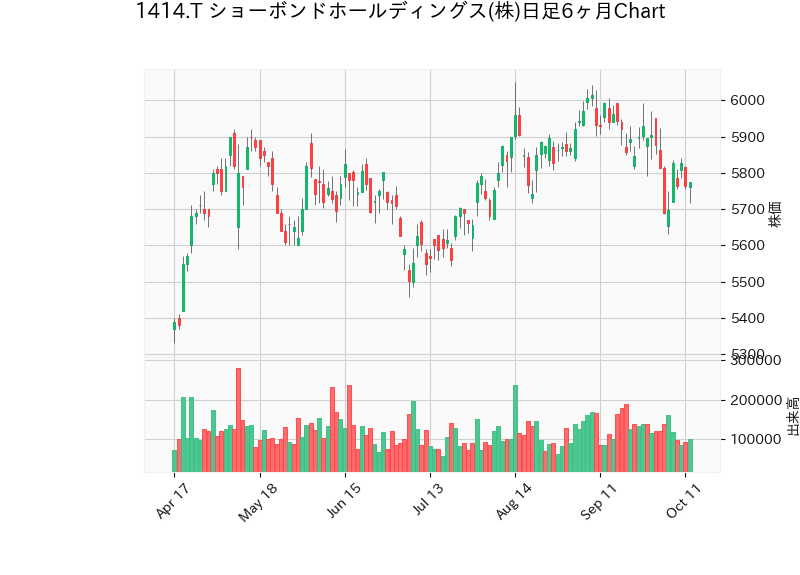 1414.T ショーボンドホールディングス(株)日足6ヶ月Chart
6000
5900
5800
5700
5600
5500
5400
5300
株価
300000
200000
100000
出来高
Apr 17
May 18
Jun 15
Jul 13
Aug 14
Sep 11
Oct 11